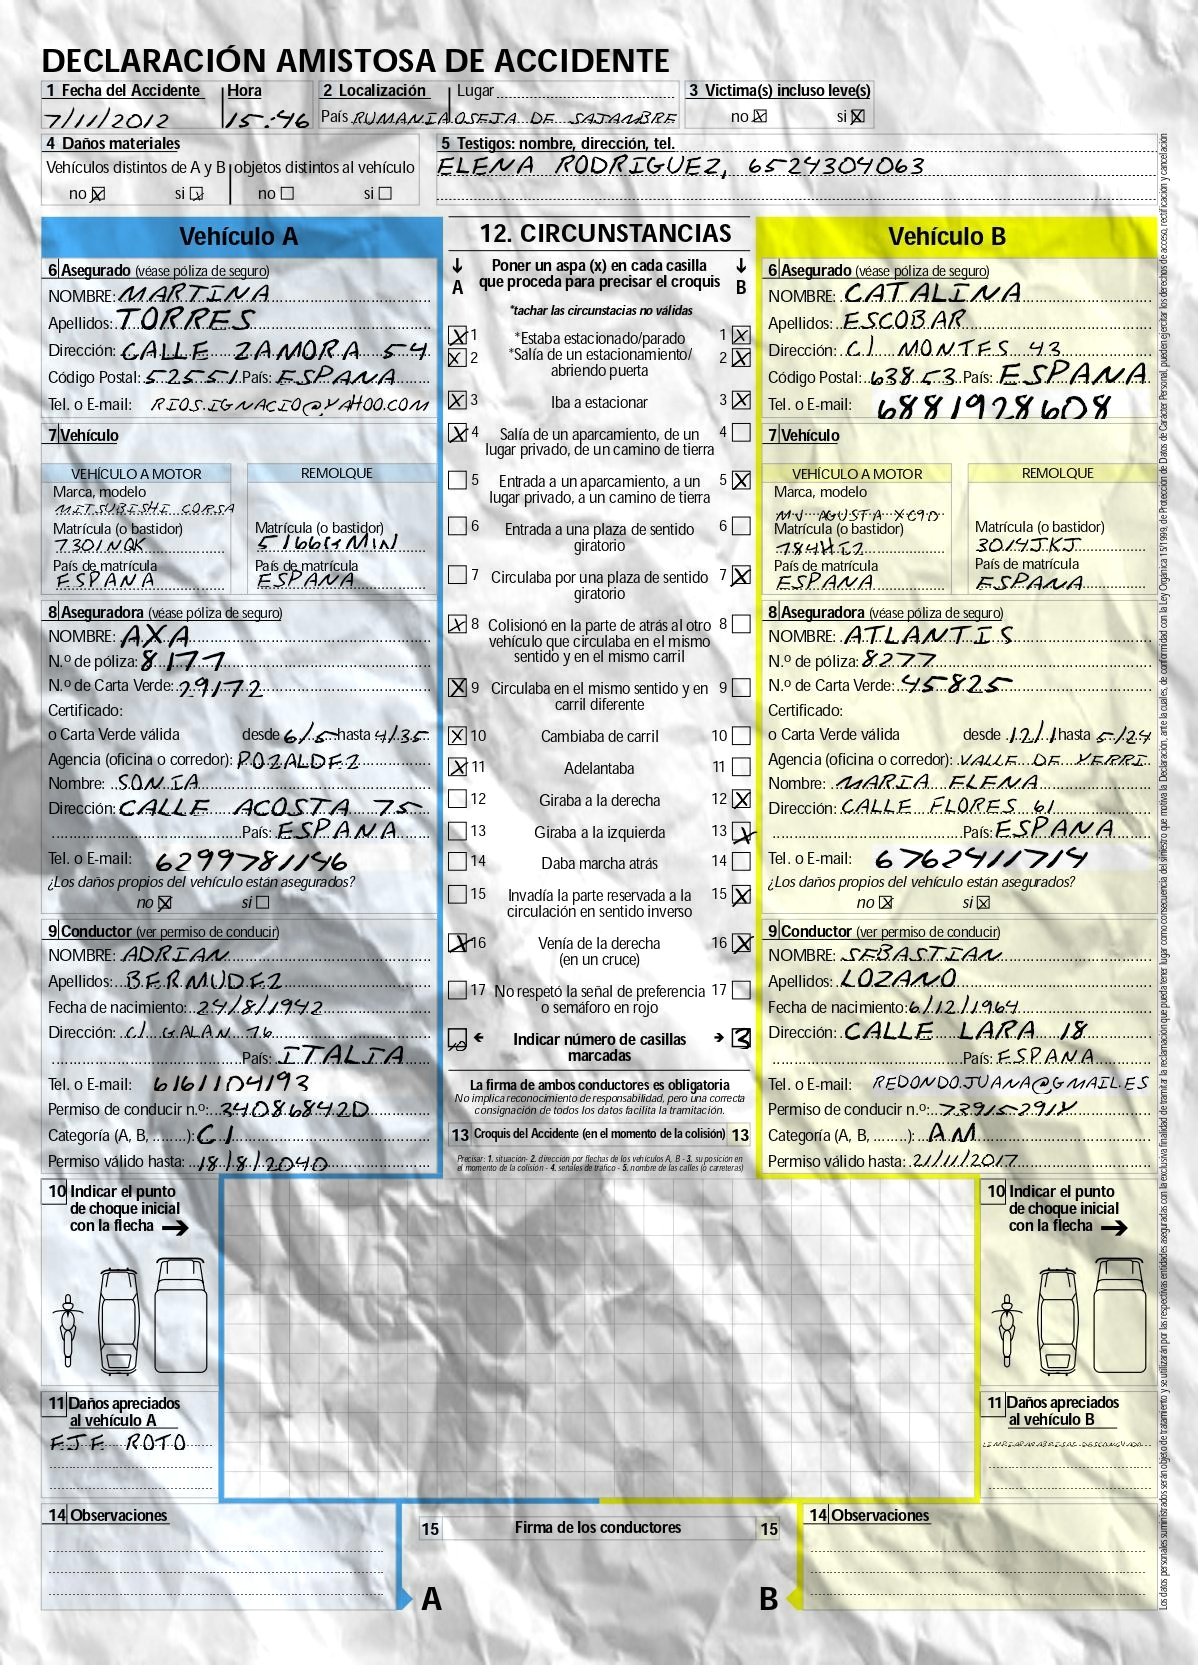 DECLARACIÓN AMISTOSA DE ACCIDENTE
1 Fecha del Accidente Hora 2 Localización Lugar 3 Victima(s) incluso leve(s)
7/11/2012 15:46 País RUMANIA OSEJA DE SAJAMBRE no si
4 Daños materiales 5 Testigos: nombre, dirección, tel.
Vehículos distintos de A y B objetos distintos al vehículo ELENA RODRIGUEZ, 6524304063
no si no si
Vehículo A
6 Asegurado (véase póliza de seguro)
NOMBRE: MARTINA
Apellidos: TORRES
Dirección: CALLE ZAMORA 54
Código Postal: 52551 País: ESPANA
Tel. o E-mail: RIOS.IGNACIO@YAHOO.COM
7 Vehículo
VEHÍCULO A MOTOR REMOLQUE
Marca, modelo
MITSUBISHI CORSA
Matrícula (o bastidor) Matrícula (o bastidor)
7301NQK 5166GMIN
País de matrícula País de matrícula
ESPANA ESPANA
8 Aseguradora (véase póliza de seguro)
NOMBRE: AXA
N.º de póliza: 8177
N.º de Carta Verde: 29172
Certificado:
o Carta Verde válida desde 6/5 hasta 4/35
Agencia (oficina o corredor): POZALDEZ
Nombre: SONIA
Dirección: CALLE ACOSTA 75
País: ESPANA
Tel. o E-mail: 6299781146
¿Los daños propios del vehículo están asegurados?
no si
9 Conductor (ver permiso de conducir)
NOMBRE: ADRIAN
Apellidos: BERMUDEZ
Fecha de nacimiento: 24/8/1942
Dirección: C/ GALAN 76
País: ITALIA
Tel. o E-mail: 6161104193
Permiso de conducir n.º: 34086842D
Categoría (A, B, ........): C1
Permiso válido hasta: 18/8/2040
10 Indicar el punto
de choque inicial
con la flecha
11 Daños apreciados
al vehículo A
EJE ROTO
14 Observaciones
12. CIRCUNSTANCIAS
A Poner un aspa (x) en cada casilla
que proceda para precisar el croquis B
*tachar las circunstacias no válidas
1 *Estaba estacionado/parado 1
2 *Salía de un estacionamiento/ 2
abriendo puerta
3 Iba a estacionar 3
4 Salía de un aparcamiento, de un 4
lugar privado, de un camino de tierra
5 Entrada a un aparcamiento, a un 5
lugar privado, a un camino de tierra
6 Entrada a una plaza de sentido 6
giratorio
7 Circulaba por una plaza de sentido 7
giratorio
8 Colisionó en la parte de atrás al otro 8
vehículo que circulaba en el mismo
sentido y en el mismo carril
9 Circulaba en el mismo sentido y en 9
carril diferente
10 Cambiaba de carril 10
11 Adelantaba 11
12 Giraba a la derecha 12
13 Giraba a la izquierda 13
14 Daba marcha atrás 14
15 Invadía la parte reservada a la 15
circulación en sentido inverso
16 Venía de la derecha 16
(en un cruce)
17 No respetó la señal de preferencia 17
o semáforo en rojo
10 Indicar número de casillas 3
marcadas
La firma de ambos conductores es obligatoria
No implica reconocimiento de responsabilidad, pero una correcta
consignación de todos los datos facilita la tramitación.
13 Croquis del Accidente (en el momento de la colisión) 13
Precisar: 1. situación- 2. dirección por flechas de los vehículos A, B - 3. su posición en
el momento de la colisión - 4. señales de tráfico - 5. nombre de las calles (o carreteras)
15 Firma de los conductores 15
A B
Vehículo B
6 Asegurado (véase póliza de seguro)
NOMBRE: CATALINA
Apellidos: ESCOBAR
Dirección: C/ MONTES 43
Código Postal: 63853 País: ESPANA
Tel. o E-mail: 6881928608
7 Vehículo
VEHÍCULO A MOTOR REMOLQUE
Marca, modelo
MV AGUSTA XC90
Matrícula (o bastidor) Matrícula (o bastidor)
784HIZ 3014JKJ
País de matrícula País de matrícula
ESPANA ESPANA
8 Aseguradora (véase póliza de seguro)
NOMBRE: ATLANTIS
N.º de póliza: 8277
N.º de Carta Verde: 45825
Certificado:
o Carta Verde válida desde 12/1 hasta 5/24
Agencia (oficina o corredor): VALLE DE YERRI
Nombre: MARIA ELENA
Dirección: CALLE FLORES 61
País: ESPANA
Tel. o E-mail: 6762411714
¿Los daños propios del vehículo están asegurados?
no si
9 Conductor (ver permiso de conducir)
NOMBRE: SEBASTIAN
Apellidos: LOZANO
Fecha de nacimiento: 6/12/1964
Dirección: CALLE LARA 18
País: ESPANA
Tel. o E-mail: REDONDOJUANA@GMAIL.ES
Permiso de conducir n.º: 73915291X
Categoría (A, B, ........): AM
Permiso válido hasta: 21/11/2017
10 Indicar el punto
de choque inicial
con la flecha
11 Daños apreciados
al vehículo B
LIMPIAPARABRISAS DESCONGUADO
14 Observaciones
Los datos personales suministrados serán objeto de tratamiento y se utilizarán por las respectivas entidades aseguradas con la exclusiva finalidad de tramitar la reclamación que pueda tener lugar como consecuencia del siniestro que motiva la Declaración, ante la cuales, de conformidad con la Ley Orgánica 15/1999, de Protección de Datos de Carácter Personal, pueden ejercitar los derechos de acceso, rectificación y cancelación